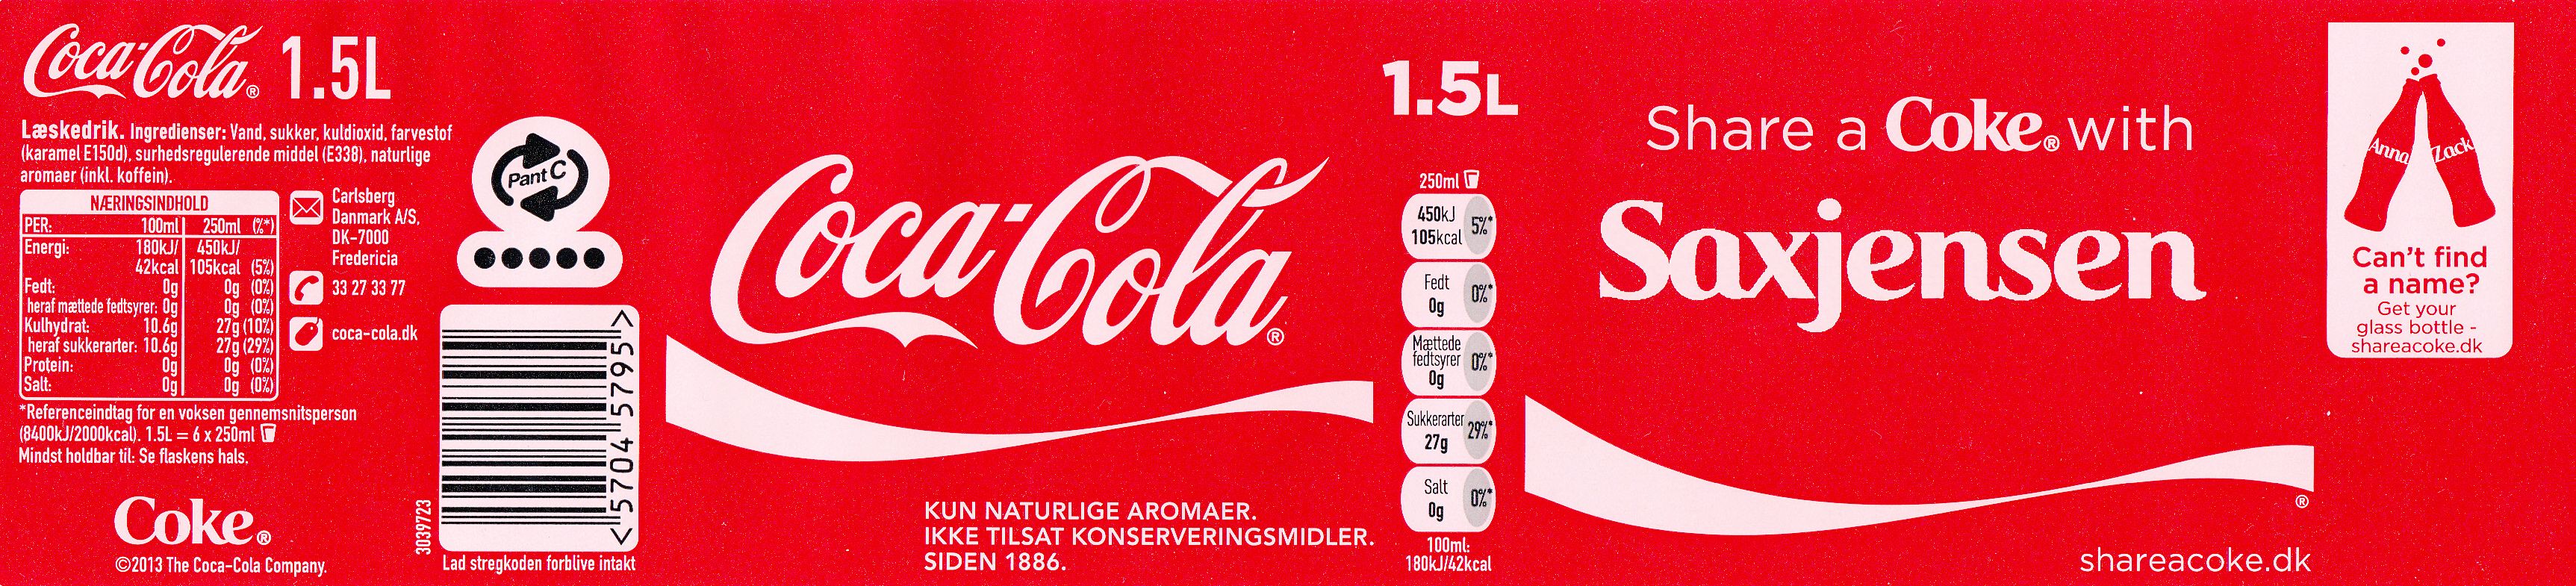 Coca-Cola® 1.5L
Læskedrik. Ingredienser: Vand, sukker, kuldioxid, farvestof
(karamel E150d), surhedsregulerende middel (E338), naturlige
aromaer (inkl. koffein).
NÆRINGSINDHOLD
PER: 100ml 250ml (%*)
Energi: 180kJ/ 450kJ/
42kcal 105kcal (5%)
Fedt: 0g 0g (0%)
heraf mættede fedtsyrer: 0g 0g (0%)
Kulhydrat: 10.6g 27g (10%)
heraf sukkerarter: 10.6g 27g (29%)
Protein: 0g 0g (0%)
Salt: 0g 0g (0%)
*Referenceindtag for en voksen gennemsnitsperson
(8400kJ/2000kcal). 1.5L = 6 x 250ml
Mindst holdbar til: Se flaskens hals.
Carlsberg
Danmark A/S,
DK-7000
Fredericia
33 27 33 77
coca-cola.dk
Coke®
©2013 The Coca-Cola Company.
Pant C
3039723
<5704 5795>
Lad stregkoden forblive intakt
Coca-Cola®
KUN NATURLIGE AROMAER.
IKKE TILSAT KONSERVERINGSMIDLER.
SIDEN 1886.
1.5L
250ml
450kJ
105kcal 5%*
Fedt
0g 0%*
Mættede
fedtsyrer
0g 0%*
Sukkerarter
27g 29%*
Salt
0g 0%*
100ml:
180kJ/42kcal
Share a Coke® with
Saxjensen
®
shareacoke.dk
Anna Zack
Can't find
a name?
Get your
glass bottle -
shareacoke.dk